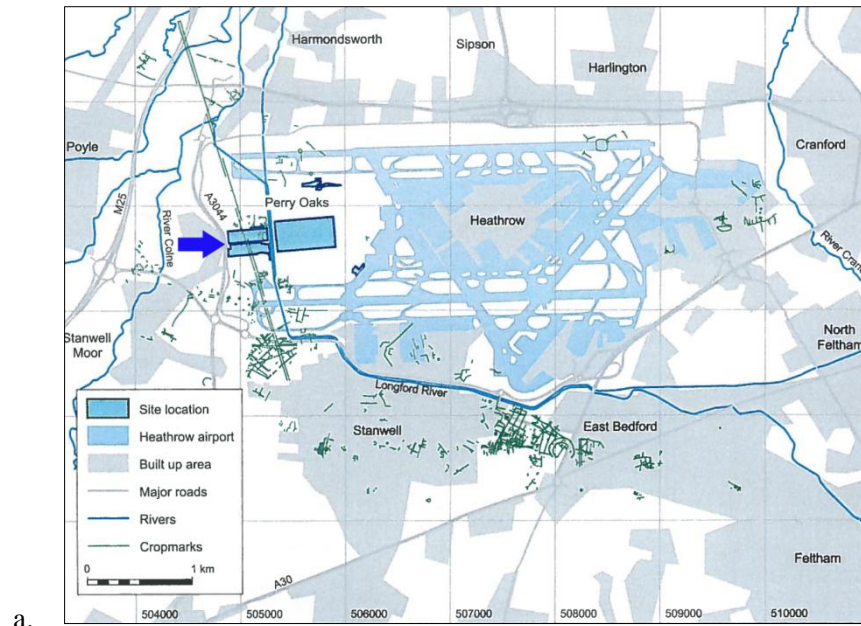 Harmondsworth
Sipson
Harlington
Poyle
Cranford
M25
A3044
River Colne
Perry Oaks
Heathrow
River Cran
Stanwell
Moor
North
Feltham
Longford River
Stanwell
East Bedford
Site location
Heathrow airport
Built up area
Major roads
Rivers
Cropmarks
0 1 km
A30
Feltham
504000 505000 506000 507000 508000 509000 510000
a.